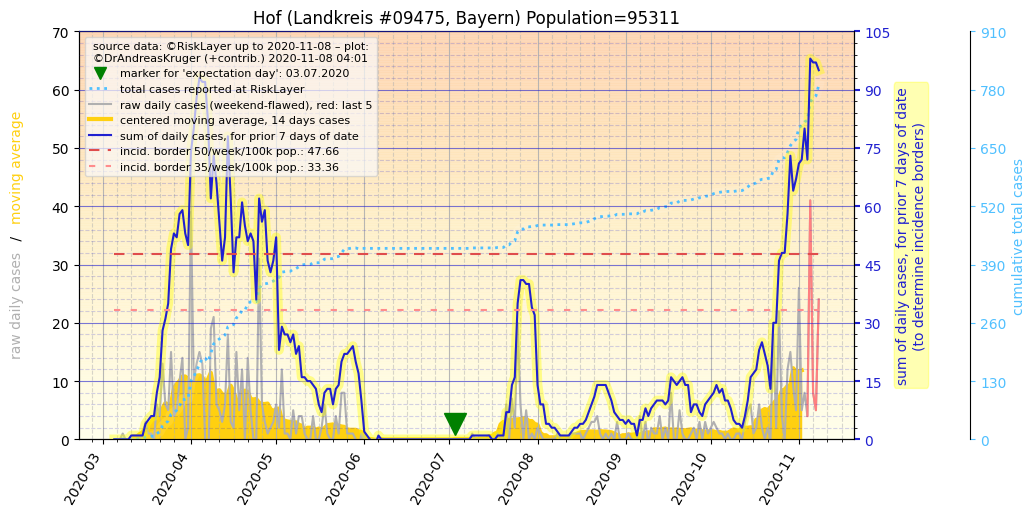 Hof (Landkreis #09475, Bayern) Population=95311
source data: ©RiskLayer up to 2020-11-08 – plot:
©DrAndreasKruger (+contrib.) 2020-11-08 04:01
marker for 'expectation day': 03.07.2020
total cases reported at RiskLayer
raw daily cases (weekend-flawed), red: last 5
centered moving average, 14 days cases
sum of daily cases, for prior 7 days of date
incid. border 50/week/100k pop.: 47.66
incid. border 35/week/100k pop.: 33.36
raw daily cases / moving average
70
60
50
40
30
20
10
0
2020-03
2020-04
2020-05
2020-06
2020-07
2020-08
2020-09
2020-10
2020-11
105
90
75
60
45
30
15
0
sum of daily cases, for prior 7 days of date
(to determine incidence borders)
910
780
650
520
390
260
130
0
cumulative total cases